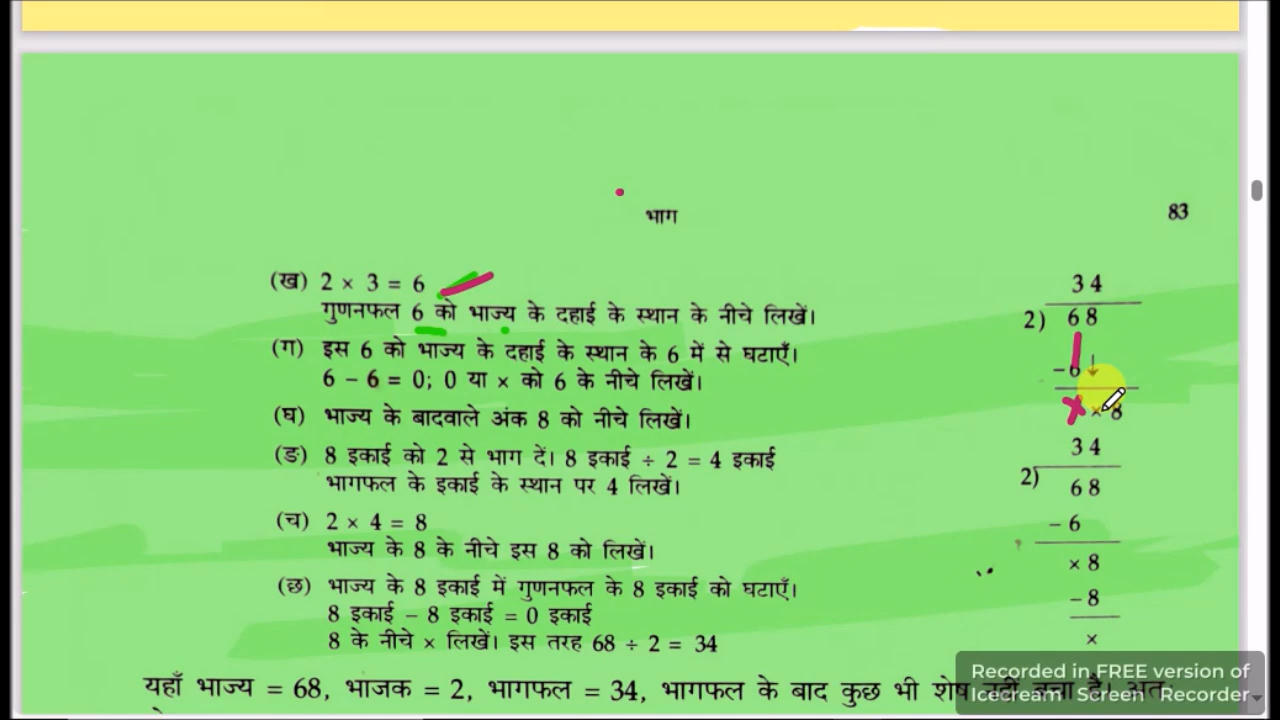 भाग 83
(ख) 2 × 3 = 6
गुणनफल 6 को भाज्य के दहाई के स्थान के नीचे लिखें।
(ग) इस 6 को भाज्य के दहाई के स्थान के 6 में से घटाएँ।
6 – 6 = 0; 0 या × को 6 के नीचे लिखें।
(घ) भाज्य के बादवाले अंक 8 को नीचे लिखें।
(ङ) 8 इकाई को 2 से भाग दें। 8 इकाई ÷ 2 = 4 इकाई
भागफल के इकाई के स्थान पर 4 लिखें।
(च) 2 × 4 = 8
भाज्य के 8 के नीचे इस 8 को लिखें।
(छ) भाज्य के 8 इकाई में गुणनफल के 8 इकाई को घटाएँ।
8 इकाई – 8 इकाई = 0 इकाई
8 के नीचे × लिखें। इस तरह 68 ÷ 2 = 34
34
2) 68
– 6 ↓
× 8
34
2) 68
– 6
× 8
– 8
×
यहाँ भाज्य = 68, भाजक = 2, भागफल = 34, भागफल के बाद कुछ भी शेष नहीं बचा है। अत
Recorded in FREE version of
Icecream Screen Recorder